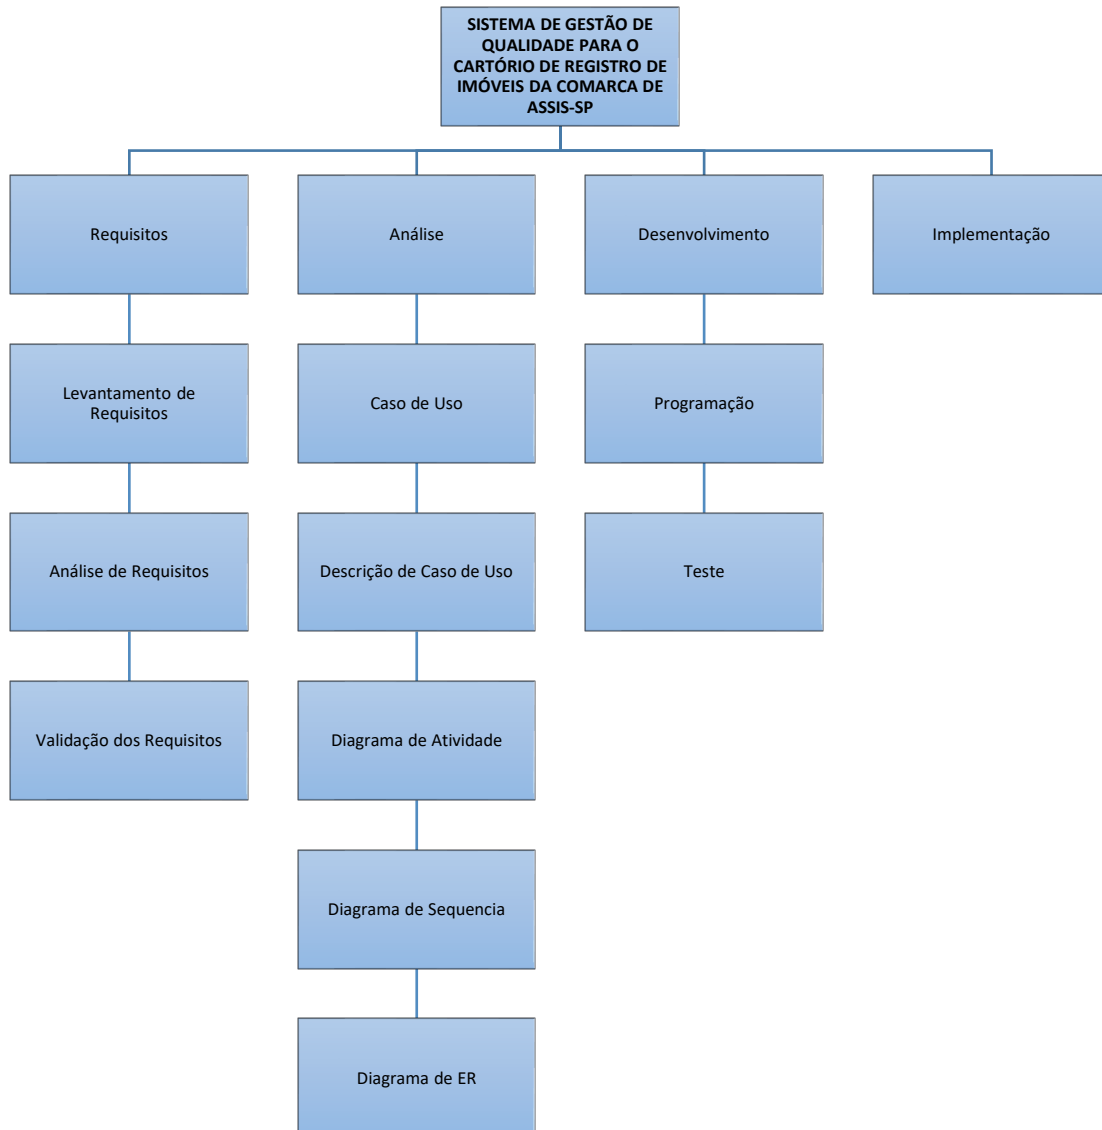 SISTEMA DE GESTÃO DE
QUALIDADE PARA O
CARTÓRIO DE REGISTRO DE
IMÓVEIS DA COMARCA DE
ASSIS-SP
Requisitos
Análise
Desenvolvimento
Implementação
Levantamento de
Requisitos
Caso de Uso
Programação
Análise de Requisitos
Descrição de Caso de Uso
Teste
Validação dos Requisitos
Diagrama de Atividade
Diagrama de Sequencia
Diagrama de ER